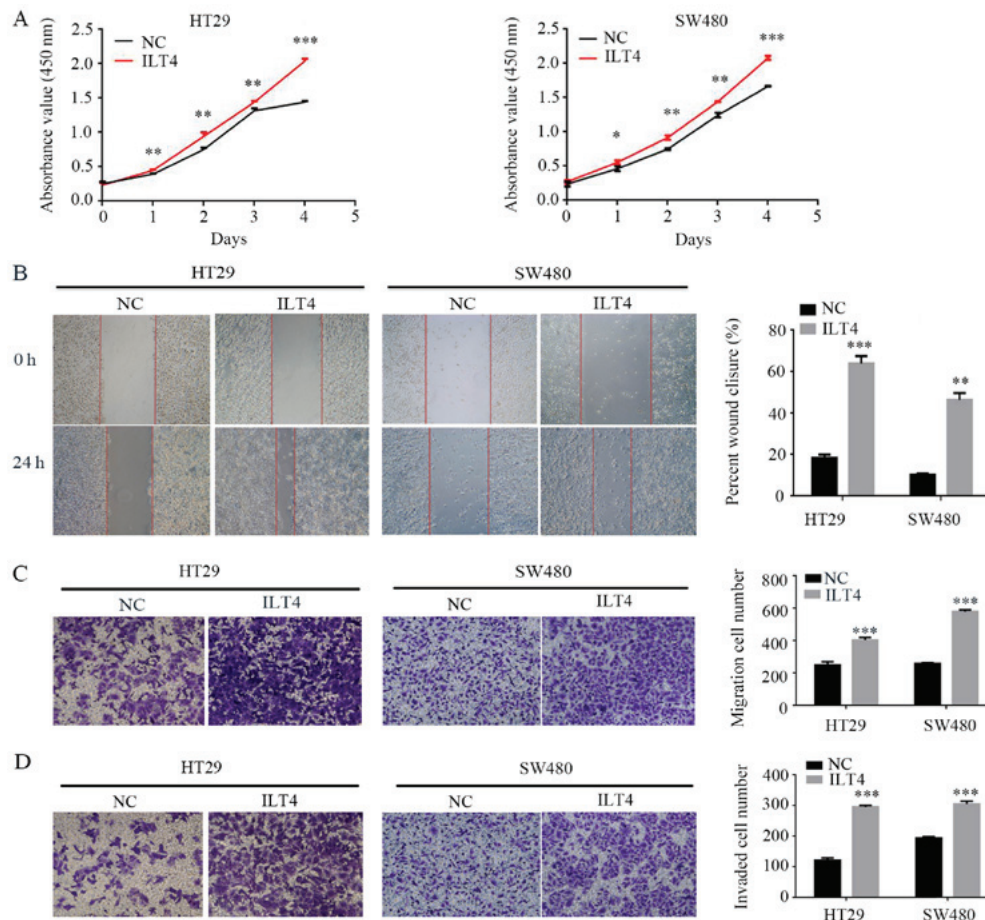 A
HT29
NC
ILT4
Absorbance value (450 nm)
2.5
2.0
1.5
1.0
0.5
0.0
**
**
**
***
0 1 2 3 4 5
Days
SW480
NC
ILT4
Absorbance value (450 nm)
2.5
2.0
1.5
1.0
0.5
0.0
*
**
**
***
0 1 2 3 4 5
Days
B
HT29
SW480
NC
ILT4
NC
ILT4
0 h
24 h
NC
ILT4
Percent wound clisure (%)
80
60
40
20
0
***
**
HT29
SW480
C
HT29
SW480
NC
ILT4
NC
ILT4
NC
ILT4
Migration cell number
800
600
400
200
0
***
***
HT29
SW480
D
HT29
SW480
NC
ILT4
NC
ILT4
NC
ILT4
Invaded cell number
400
300
200
100
0
***
***
HT29
SW480